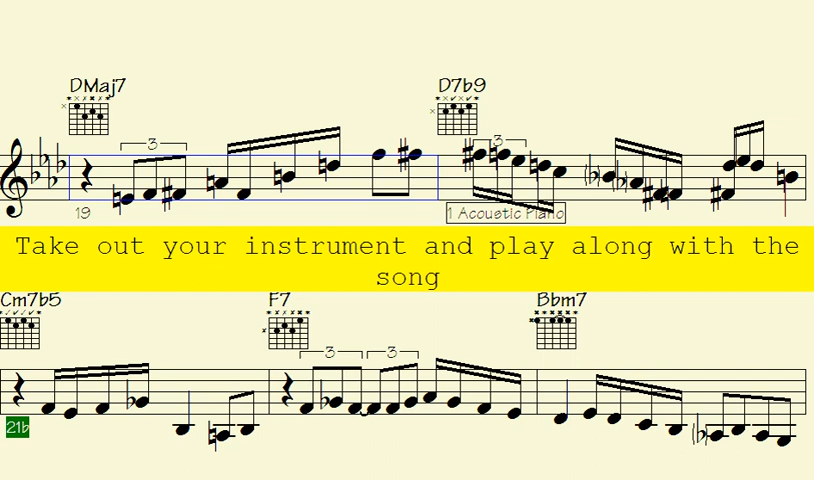 DMaj7 D7b9
3 3
19
1 Acoustic Piano
Take out your instrument and play along with the
song
Cm7b5 F7 Bbm7
3 3
21b